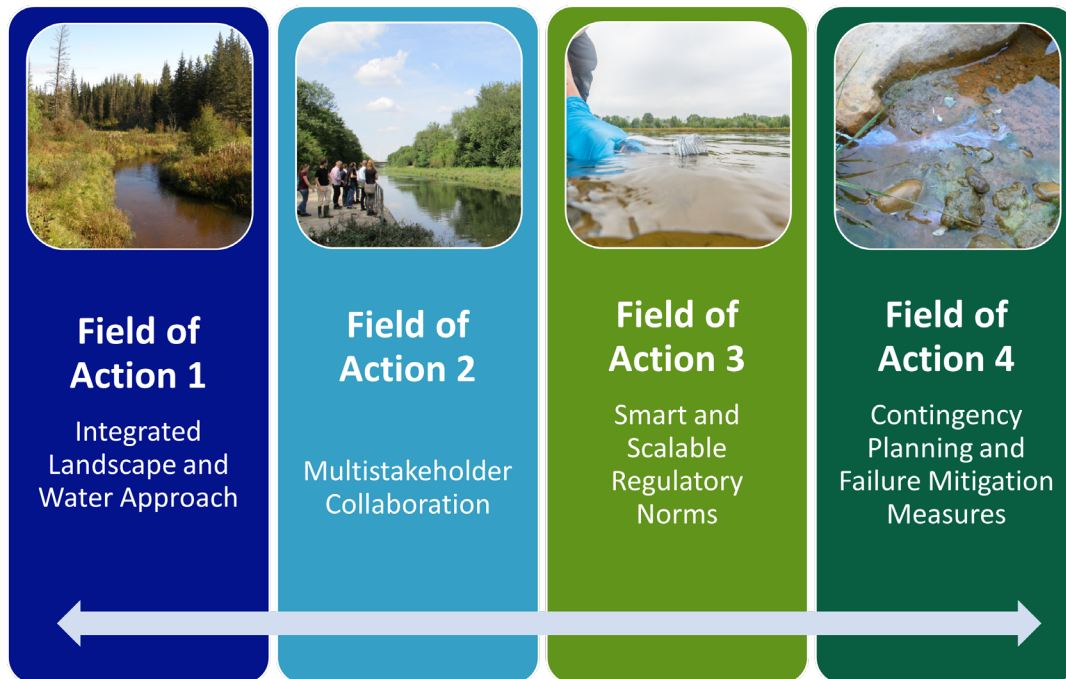 Field of
Action 1
Integrated
Landscape and
Water Approach
Field of
Action 2
Multistakeholder
Collaboration
Field of
Action 3
Smart and
Scalable
Regulatory
Norms
Field of
Action 4
Contingency
Planning and
Failure Mitigation
Measures